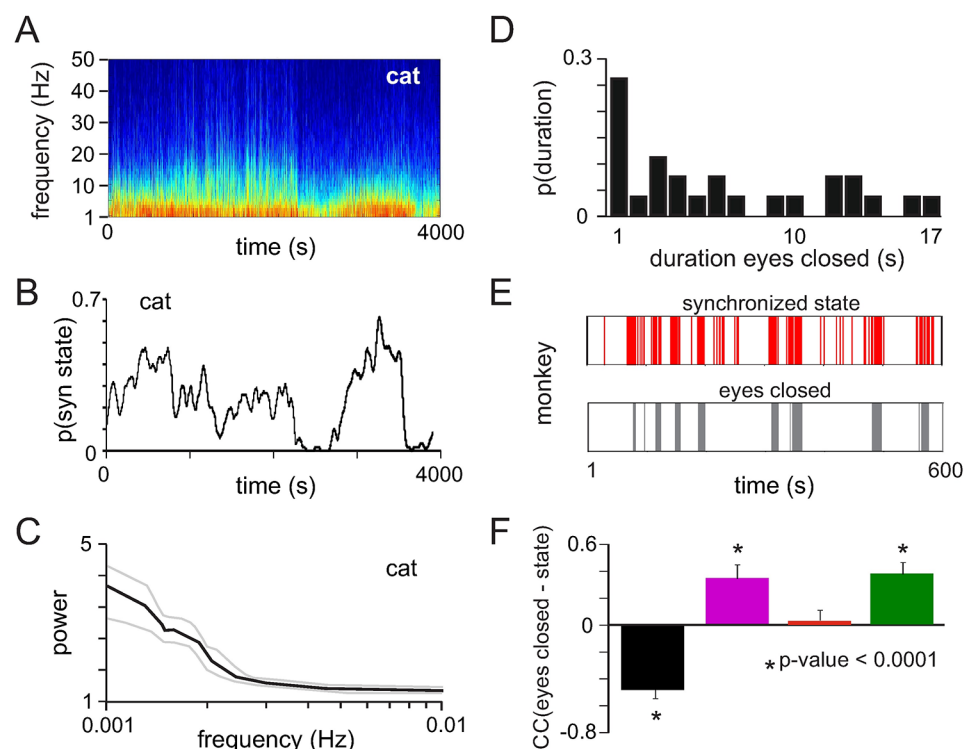 A
frequency (Hz)
50
40
30
20
10
1
cat
0
4000
time (s)
B
p(syn state)
0.7
0
cat
0
4000
time (s)
C
power
5
1
cat
0.001
0.01
frequency (Hz)
D
p(duration)
0.3
0
1
10
17
duration eyes closed (s)
E
monkey
synchronized state
eyes closed
1
600
time (s)
F
CC(eyes closed - state)
0.6
0
-0.8
*
*
*
* p-value < 0.0001